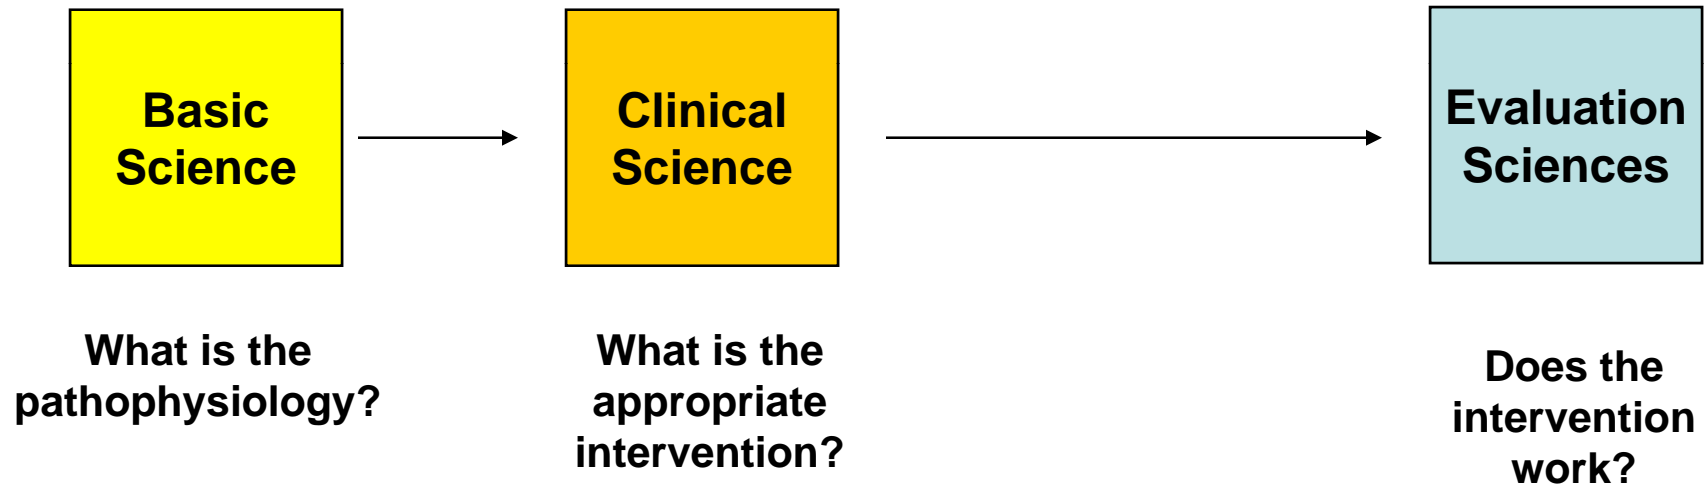 Basic
Science
Clinical
Science
Evaluation
Sciences
What is the
pathophysiology?
What is the
appropriate
intervention?
Does the
intervention
work?